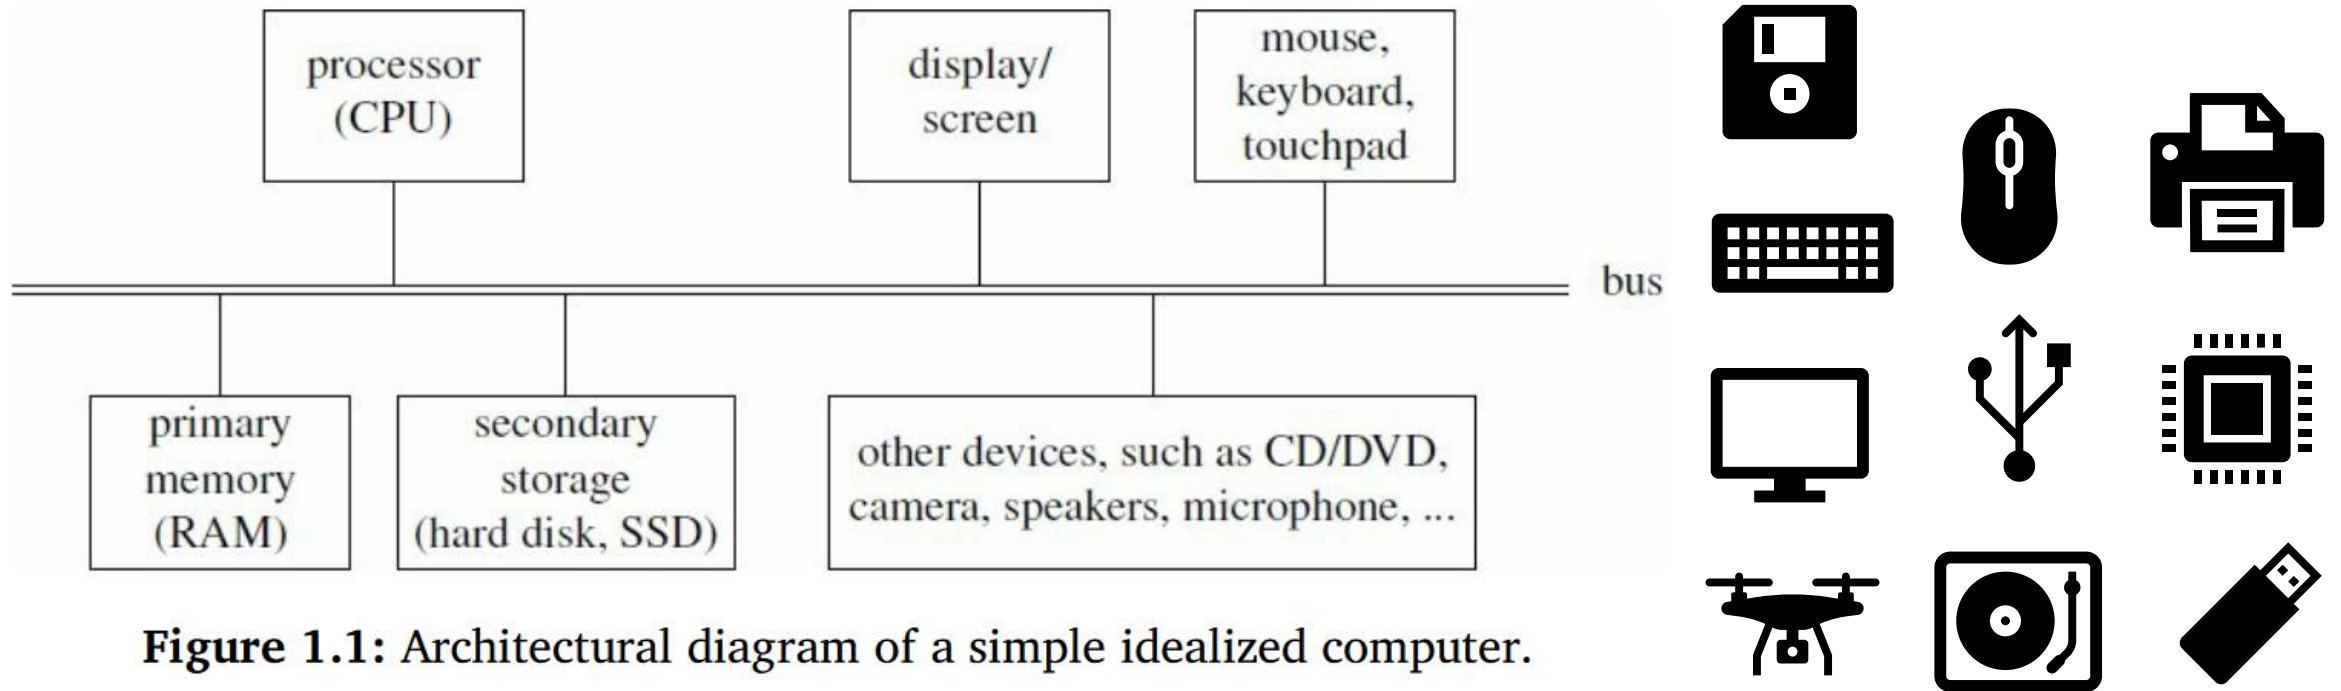 processor
(CPU)
display/
screen
mouse,
keyboard,
touchpad
bus
primary
memory
(RAM)
secondary
storage
(hard disk, SSD)
other devices, such as CD/DVD,
camera, speakers, microphone, ...
Figure 1.1: Architectural diagram of a simple idealized computer.